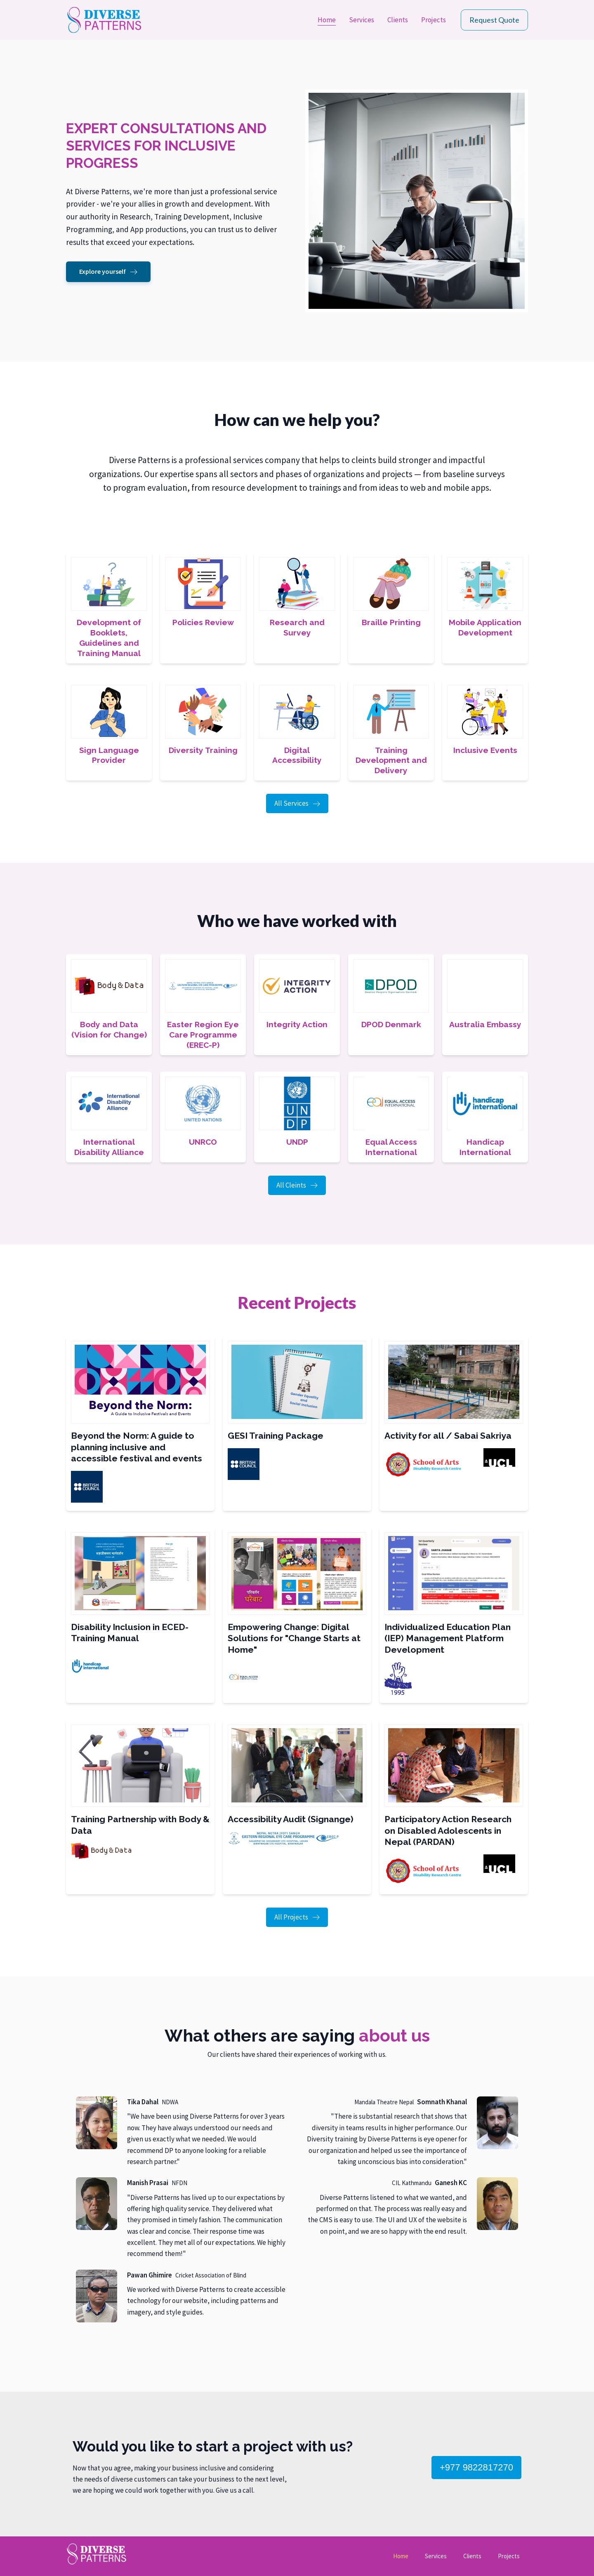 DIVERSE
PATTERNS
Home
Services
Clients
Projects
Request Quote
EXPERT CONSULTATIONS AND
SERVICES FOR INCLUSIVE
PROGRESS
At Diverse Patterns, we're more than just a professional service
provider - we're your allies in growth and development. With
our authority in Research, Training Development, Inclusive
Programming, and App productions, you can trust us to deliver
results that exceed your expectations.
Explore yourself
How can we help you?
Diverse Patterns is a professional services company that helps to cleints build stronger and impactful
organizations. Our expertise spans all sectors and phases of organizations and projects — from baseline surveys
to program evaluation, from resource development to trainings and from ideas to web and mobile apps.
Development of
Booklets,
Guidelines and
Training Manual
Policies Review
Research and
Survey
Braille Printing
Mobile Application
Development
Sign Language
Provider
Diversity Training
Digital
Accessibility
Training
Development and
Delivery
Inclusive Events
All Services
Who we have worked with
Body & Data
INTEGRITY
ACTION
DPOD
Body and Data
(Vision for Change)
Easter Region Eye
Care Programme
(EREC-P)
Integrity Action
DPOD Denmark
Australia Embassy
International
Disability
Alliance
UNITED NATIONS
U N
D P
EQUAL ACCESS
INTERNATIONAL
handicap
international
International
Disability Alliance
UNRCO
UNDP
Equal Access
International
Handicap
International
All Cleints
Recent Projects
Beyond the Norm:
A Guide to Inclusive Festivals and Events
Gender Equality
and
Social Inclusion
Beyond the Norm: A guide to
planning inclusive and
accessible festival and events
BRITISH
COUNCIL
GESI Training Package
BRITISH
COUNCIL
Activity for all / Sabai Sakriya
School of Arts
Disability Research Centre
UCL
Disability Inclusion in ECED-
Training Manual
handicap
international
Empowering Change: Digital
Solutions for "Change Starts at
Home"
Individualized Education Plan
(IEP) Management Platform
Development
1995
Training Partnership with Body &
Data
Body & Data
Accessibility Audit (Signange)
EASTERN REGIONAL EYE CARE PROGRAMME
Participatory Action Research
on Disabled Adolescents in
Nepal (PARDAN)
School of Arts
Disability Research Centre
UCL
All Projects
What others are saying about us
Our clients have shared their experiences of working with us.
Tika Dahal NDWA
"We have been using Diverse Patterns for over 3 years
now. They have always understood our needs and
given us exactly what we needed. We would
recommend DP to anyone looking for a reliable
research partner."
Mandala Theatre Nepal Somnath Khanal
"There is substantial research that shows that
diversity in teams results in higher performance. Our
Diversity training by Diverse Patterns is eye opener for
our organization and helped us see the importance of
taking unconscious bias into consideration."
Manish Prasai NFDN
"Diverse Patterns has lived up to our expectations by
offering high quality service. They delivered what
they promised in timely fashion. The communication
was clear and concise. Their response time was
excellent. They met all of our expectations. We highly
recommend them!"
CIL Kathmandu Ganesh KC
Diverse Patterns listened to what we wanted, and
performed on that. The process was really easy and
the CMS is easy to use. The UI and UX of the website is
on point, and we are so happy with the end result.
Pawan Ghimire Cricket Association of Blind
We worked with Diverse Patterns to create accessible
technology for our website, including patterns and
imagery, and style guides.
Would you like to start a project with us?
Now that you agree, making your business inclusive and considering
the needs of diverse customers can take your business to the next level,
we are hoping we could work together with you. Give us a call.
+977 9822817270
DIVERSE
PATTERNS
Home
Services
Clients
Projects